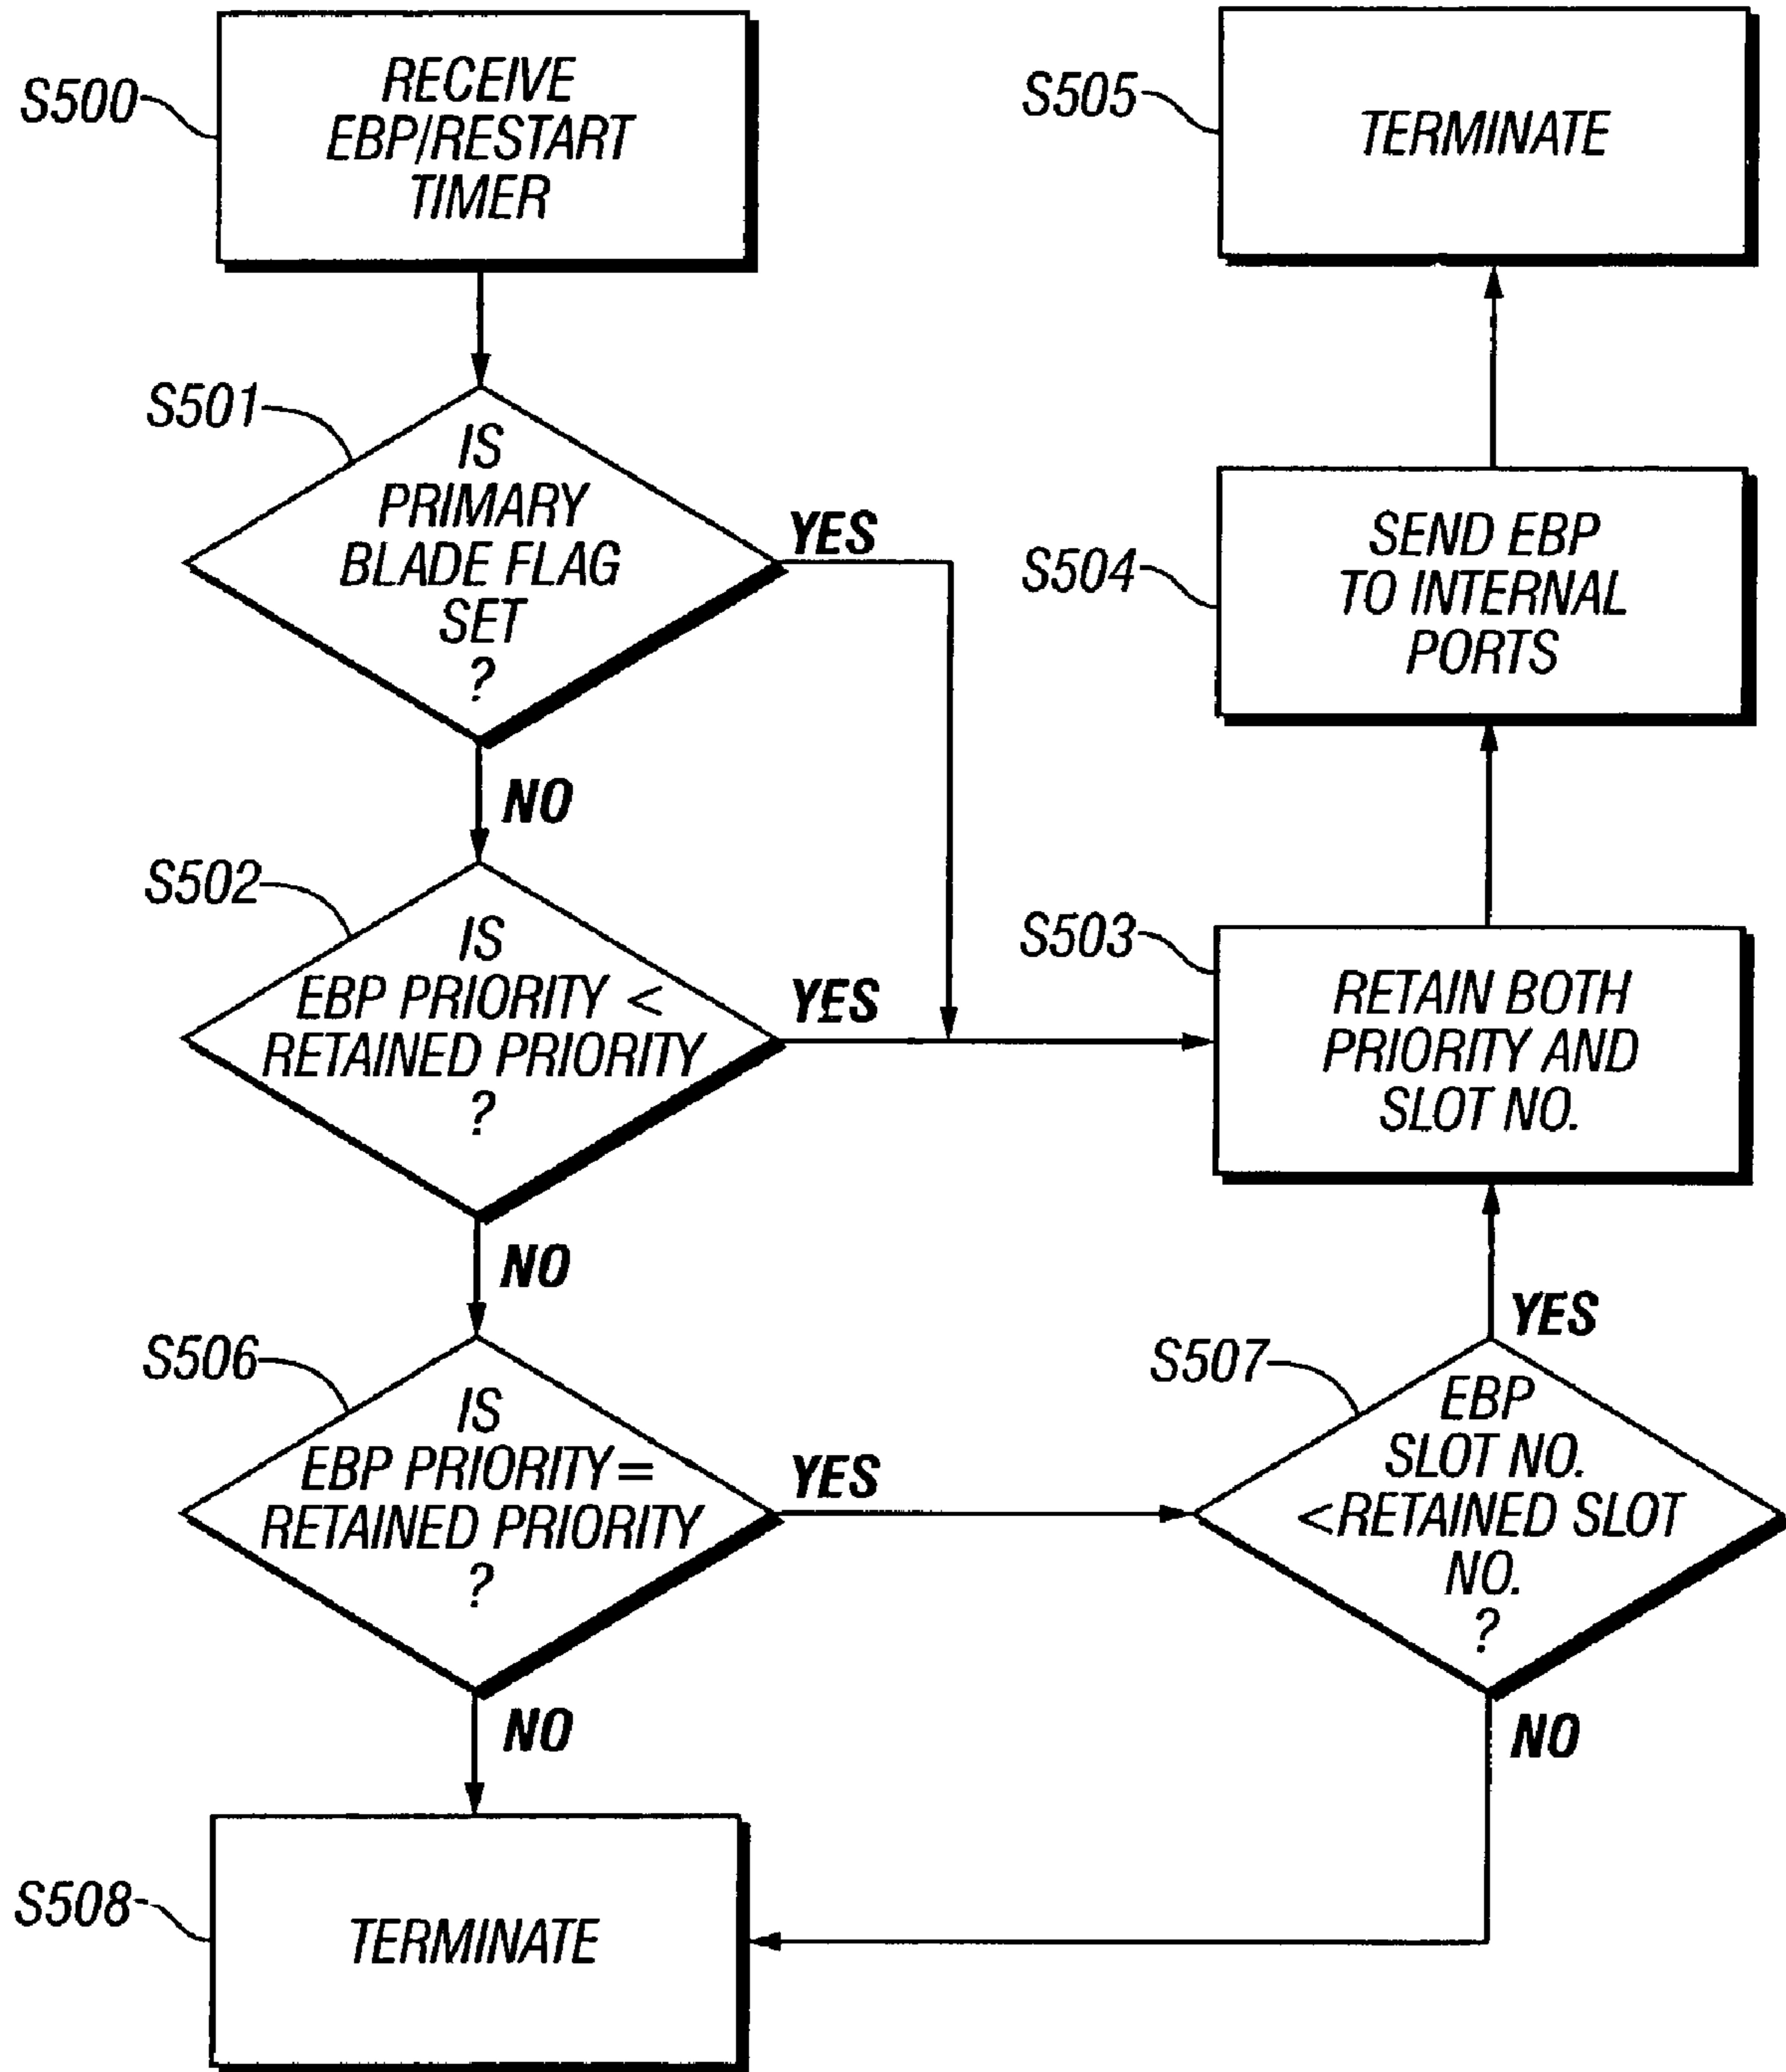 S500
RECEIVE
EBP/RESTART
TIMER
S501
IS
PRIMARY
BLADE FLAG
SET
?
YES
NO
S502
IS
EBP PRIORITY <
RETAINED PRIORITY
?
YES
NO
S506
IS
EBP PRIORITY=
RETAINED PRIORITY
?
YES
NO
S508
TERMINATE
S505
TERMINATE
S504
SEND EBP
TO INTERNAL
PORTS
S503
RETAIN BOTH
PRIORITY AND
SLOT NO.
YES
S507
EBP
SLOT NO.
<RETAINED SLOT
NO.
?
NO